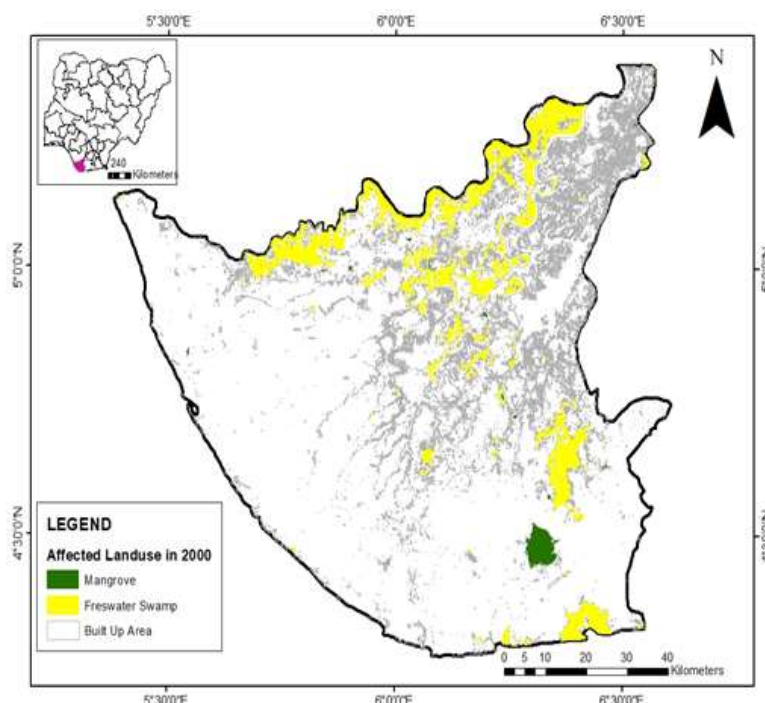 5°30'0"E 6°0'0"E 6°30'0"E
N
240
Kilometers
5°0'0"N
4°30'0"N
LEGEND
Affected Landuse in 2000
Mangrove
Freswater Swamp
Built Up Area
0 5 10 20 30 40
Kilometers
5°30'0"E 6°0'0"E 6°30'0"E